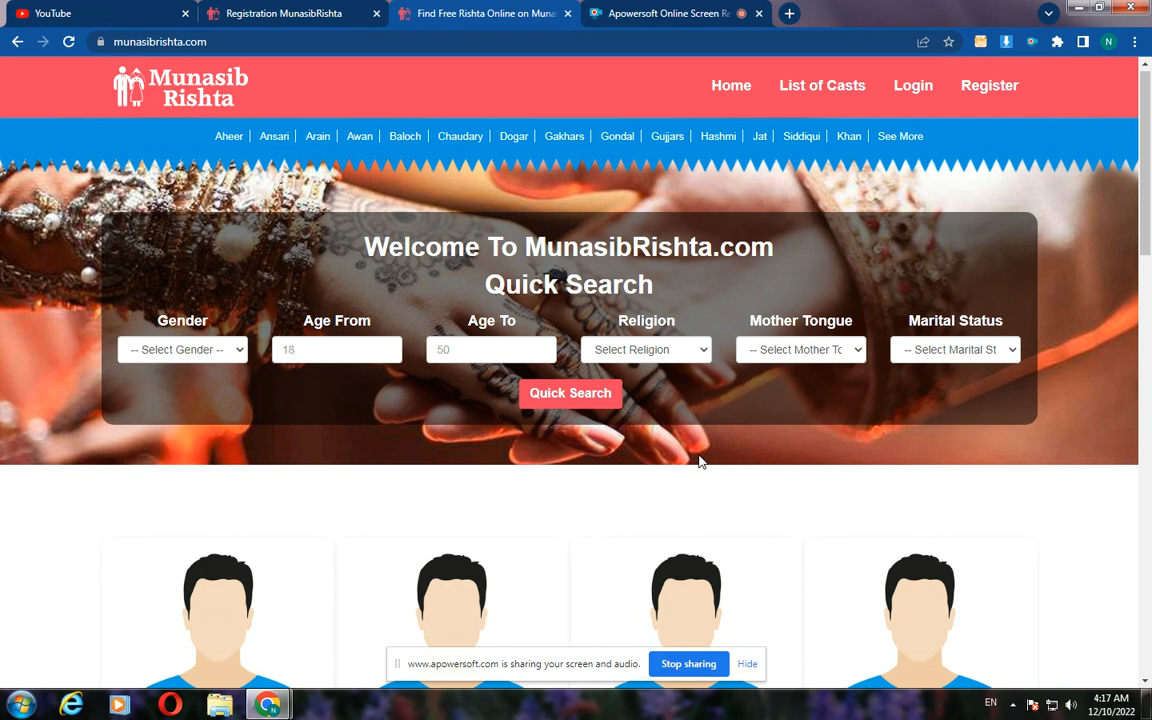 YouTube
Registration MunasibRishta
Find Free Rishta Online on Muna
Apowersoft Online Screen Re
munasibrishta.com
N
Munasib
Rishta
Home
List of Casts
Login
Register
Aheer
Ansari
Arain
Awan
Baloch
Chaudary
Dogar
Gakhars
Gondal
Gujjars
Hashmi
Jat
Siddiqui
Khan
See More
Welcome To MunasibRishta.com
Quick Search
Gender
Age From
Age To
Religion
Mother Tongue
Marital Status
-- Select Gender --
18
50
Select Religion
-- Select Mother Tc
-- Select Marital St
Quick Search
www.apowersoft.com is sharing your screen and audio.
Stop sharing
Hide
EN
4:17 AM
12/10/2022